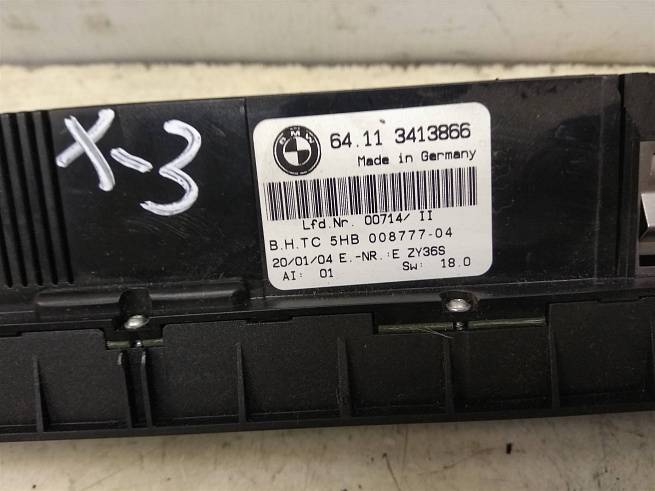 X-3
BMW
64.11 3413866
Made in Germany
Lfd.Nr. 00714/ II
B.H.TC 5HB 008777-04
20/01/04 E.-NR.:E ZY36S
AI: 01 Sw: 18.0